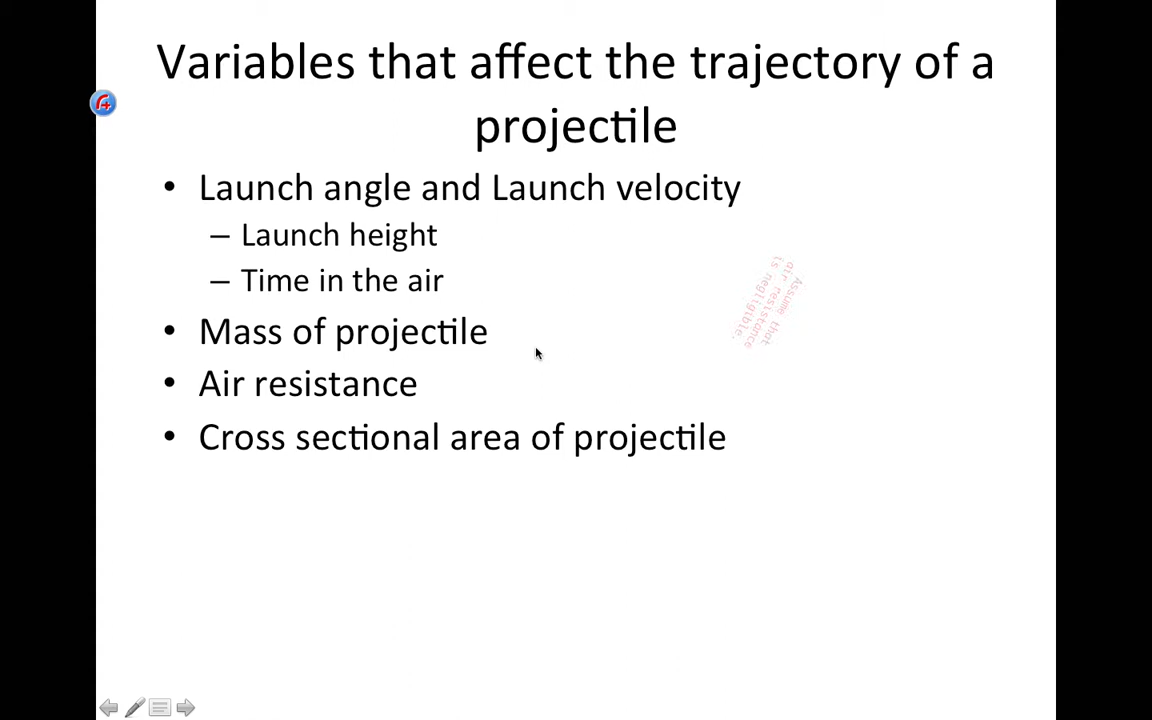 Variables that affect the trajectory of a
projectile
• Launch angle and Launch velocity
– Launch height
– Time in the air
• Mass of projectile
• Air resistance
• Cross sectional area of projectile
Assume that
air resistance
is negligible.